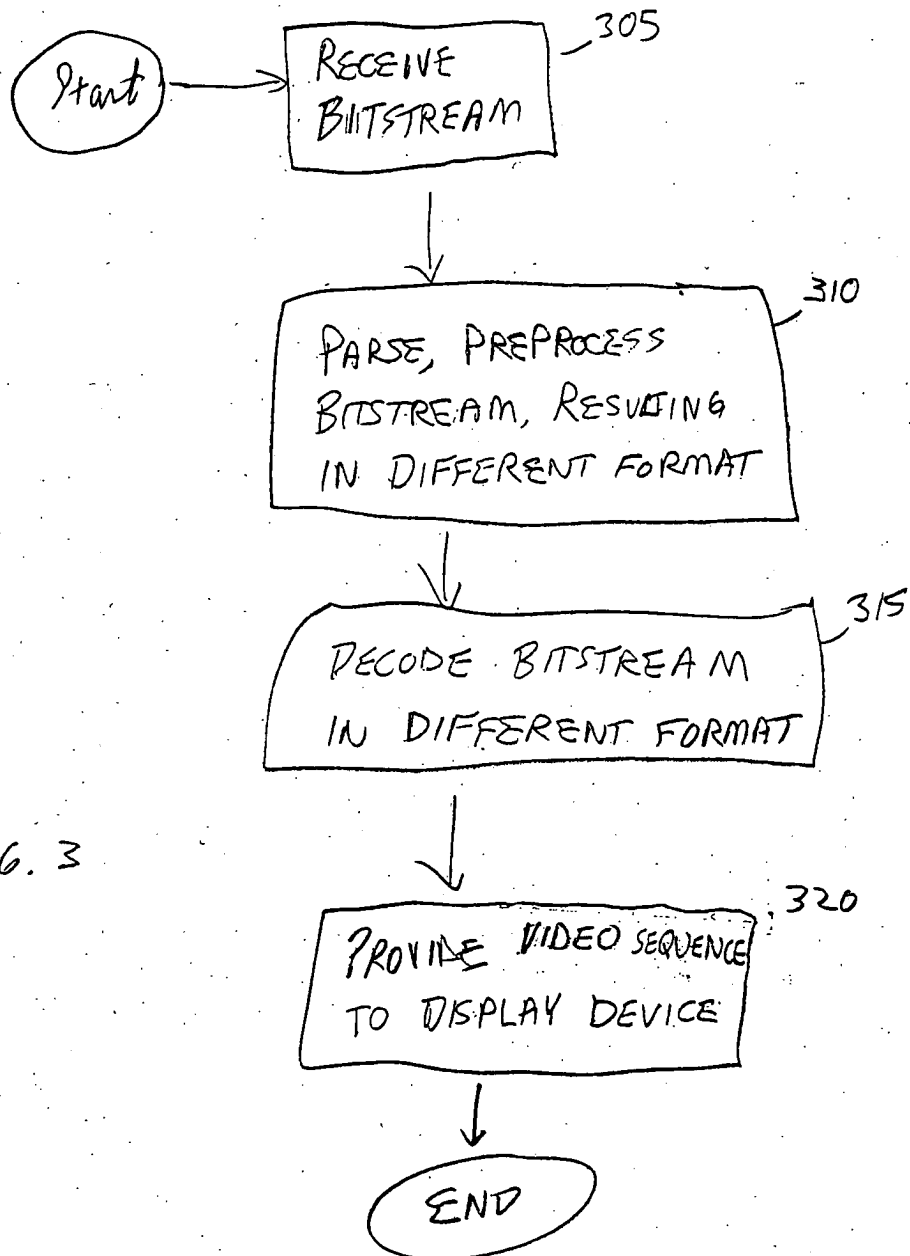 Start
RECEIVE
BITSTREAM
305
PARSE, PREPROCESS
BITSTREAM, RESULTING
IN DIFFERENT FORMAT
310
DECODE BITSTREAM
IN DIFFERENT FORMAT
315
6. 3
PROVIDE VIDEO SEQUENCE
TO DISPLAY DEVICE
320
END